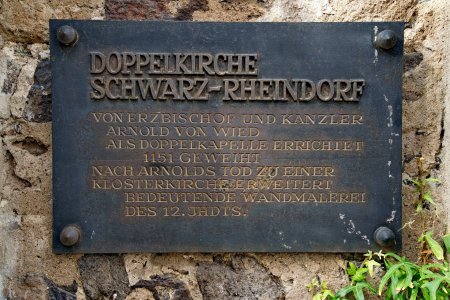 DOPPELKIRCHE
SCHWARZ-RHEINDORF
VON ERZBISCHOF UND KANZLER
ARNOLD VON WIED
ALS DOPPELKAPELLE ERRICHTET
1151 GEWEIHT
NACH ARNOLDS TOD ZU EINER
KLOSTERKIRCHE ERWEITERT
BEDEUTENDE WANDMALEREI
DES 12. JHDTS.